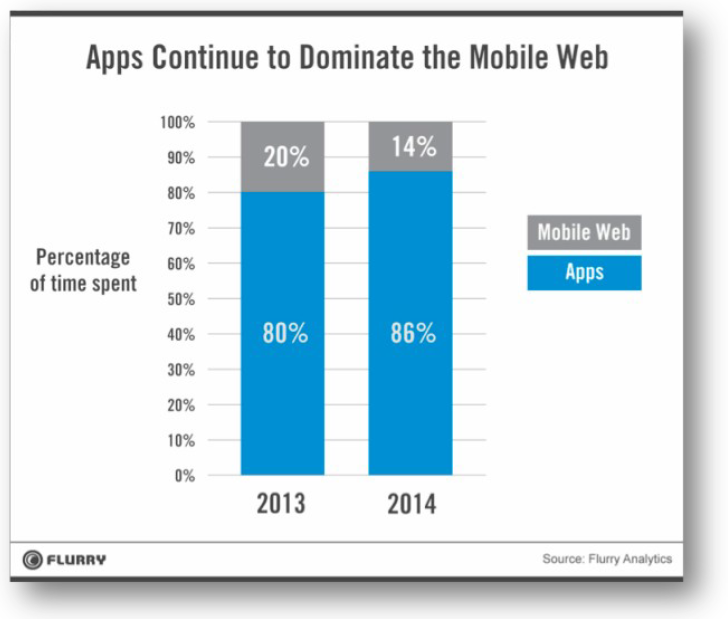 Apps Continue to Dominate the Mobile Web
100%
90%
80%
70%
60%
50%
40%
30%
20%
10%
0%
Percentage
of time spent
20%
80%
14%
86%
2013
2014
Mobile Web
Apps
FLURRY
Source: Flurry Analytics